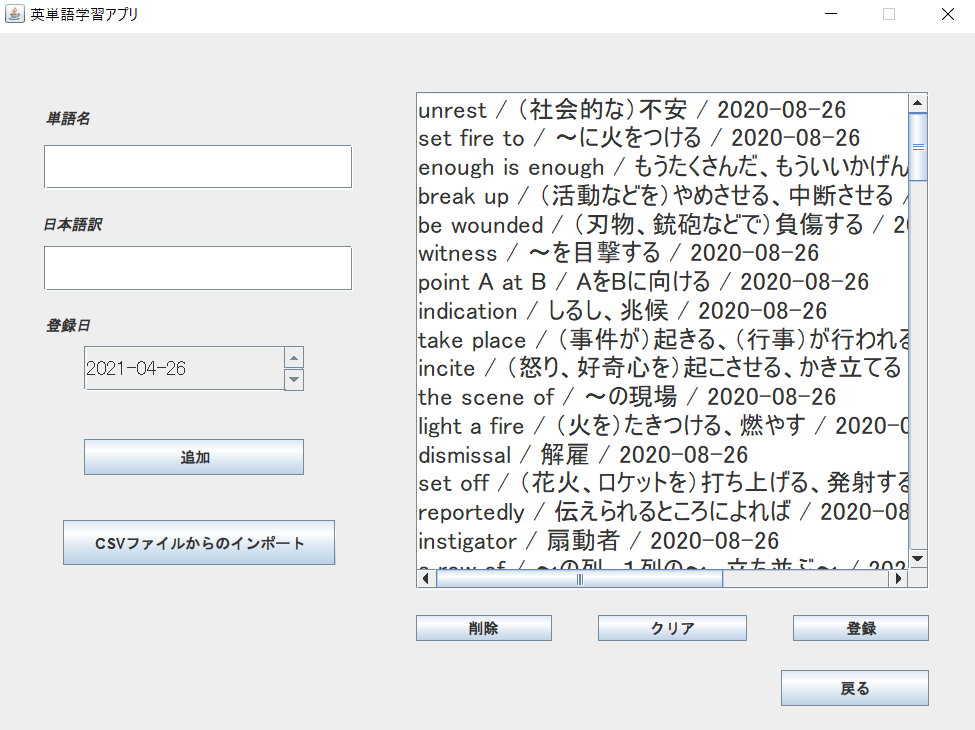 英単語学習アプリ
単語名
日本語訳
登録日
2021-04-26
追加
CSVファイルからのインポート
unrest / （社会的な）不安 / 2020-08-26
set fire to / ～に火をつける / 2020-08-26
enough is enough / もうたくさんだ、もういいかげん
break up / （活動などを）やめさせる、中断させる /
be wounded / （刃物、銃砲などで）負傷する / 20
witness / ～を目撃する / 2020-08-26
point A at B / AをBに向ける / 2020-08-26
indication / しるし、兆候 / 2020-08-26
take place / （事件が）起きる、（行事）が行われる
incite / （怒り、好奇心を）起こさせる、かき立てる
the scene of / ～の現場 / 2020-08-26
light a fire / （火を）たきつける、燃やす / 2020-0
dismissal / 解雇 / 2020-08-26
set off / （花火、ロケットを）打ち上げる、発射する
reportedly / 伝えられるところによれば / 2020-08
instigator / 扇動者 / 2020-08-26
a row of / ～の列、1列の～、立ち並ぶ～ / 202
削除
クリア
登録
戻る